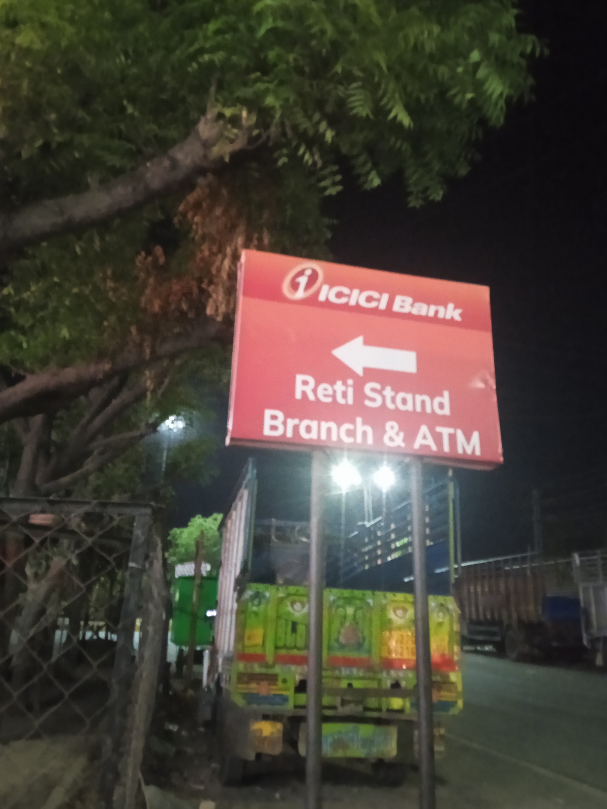 ICICI Bank
Reti Stand
Branch & ATM